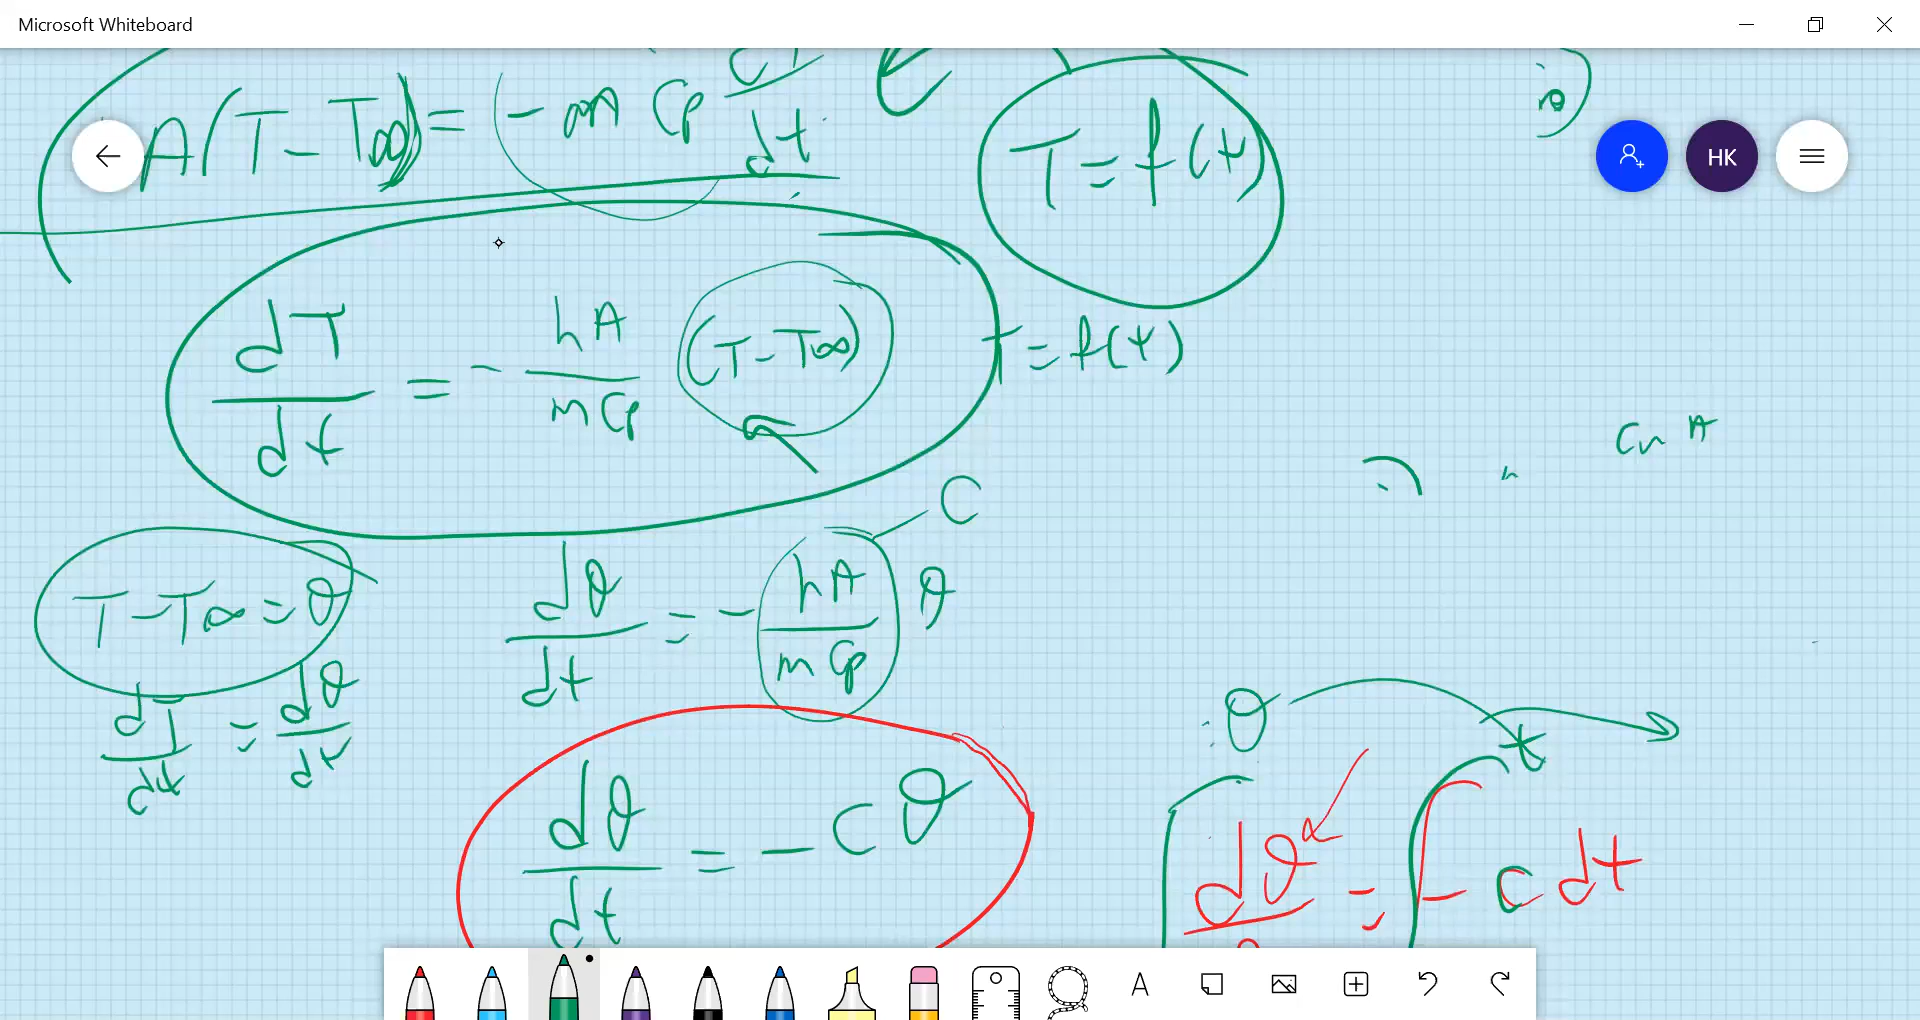 Microsoft Whiteboard
A(T - T∞) = - m Cp dT/dt
T = f(t)
HK
dT/dt = - hA/mCp (T - T∞)
T = f(t)
C
T - T∞ = θ
dθ/dt = - hA/mCp θ
dT/dt = dθ/dt
θ t
dθ/dt = - cθ
dθ = - c dt
A